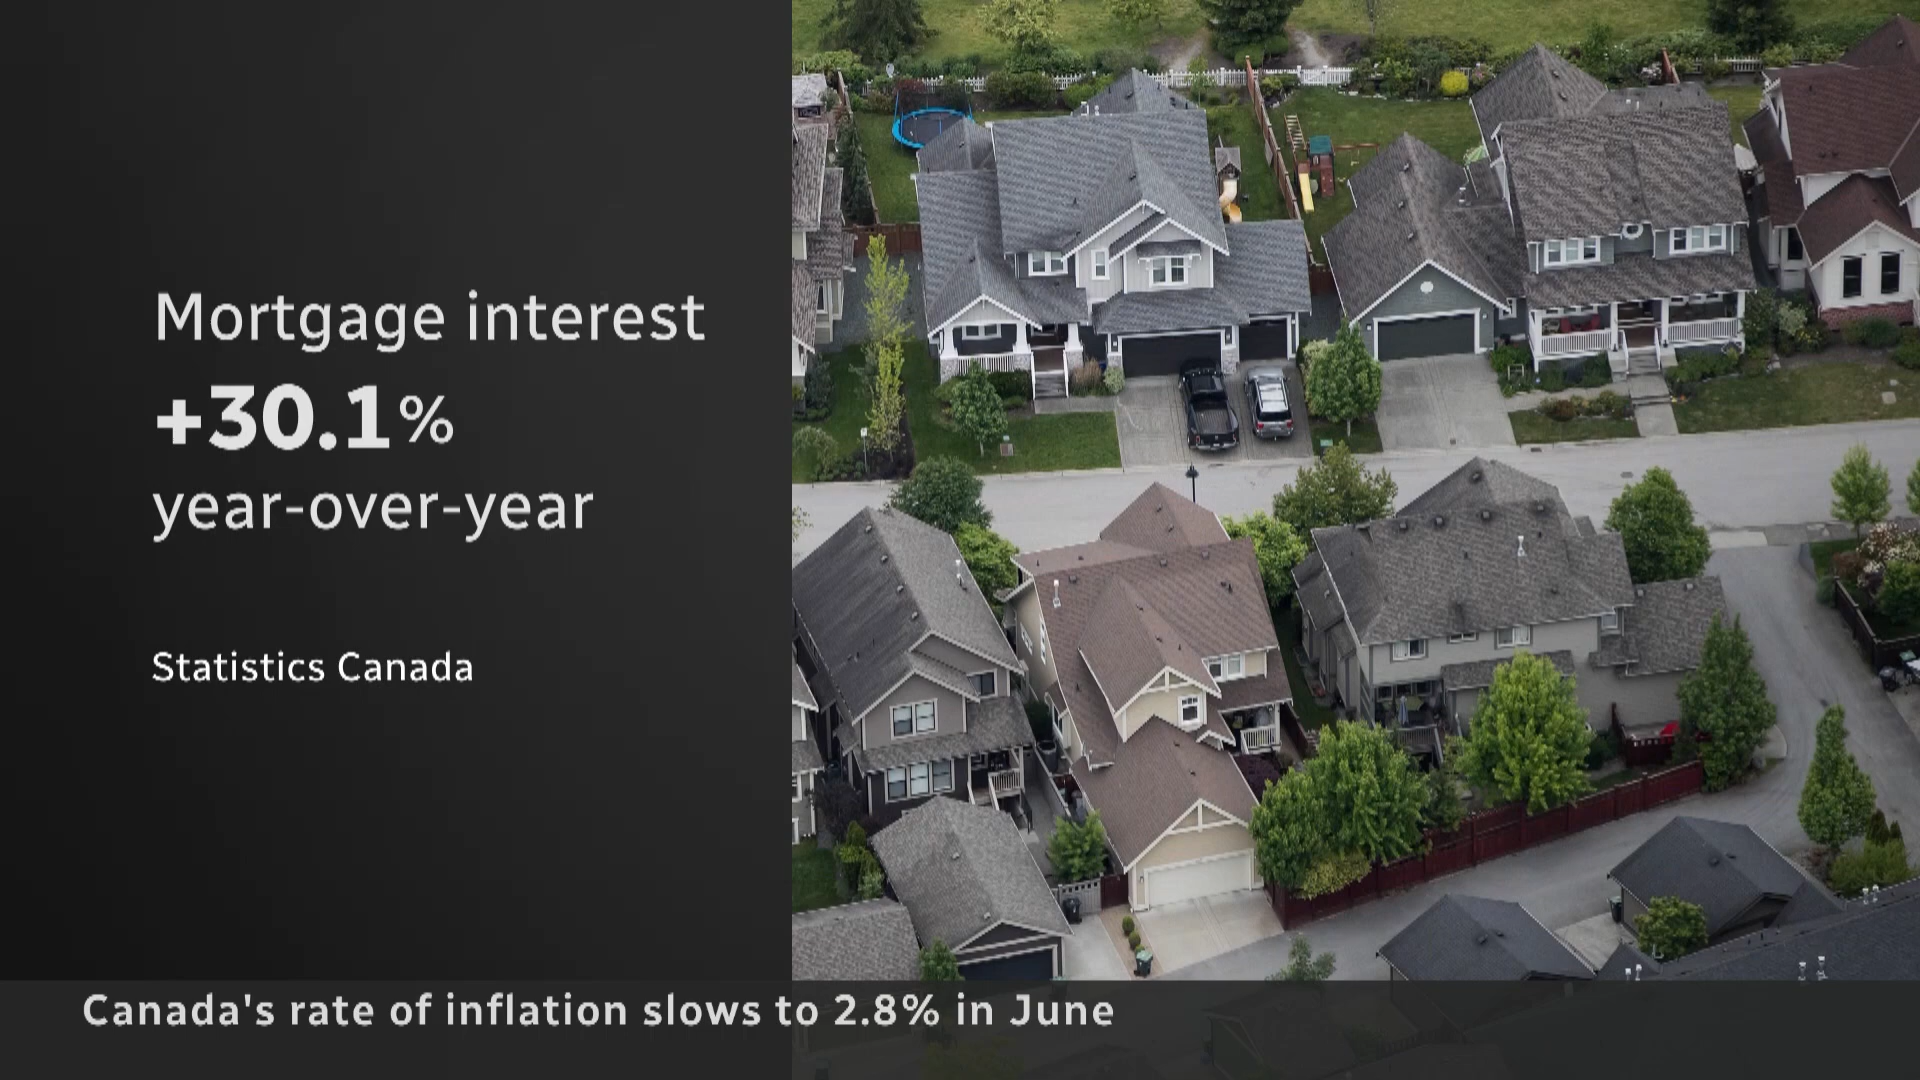 Mortgage interest
+30.1%
year-over-year
Statistics Canada
Canada's rate of inflation slows to 2.8% in June